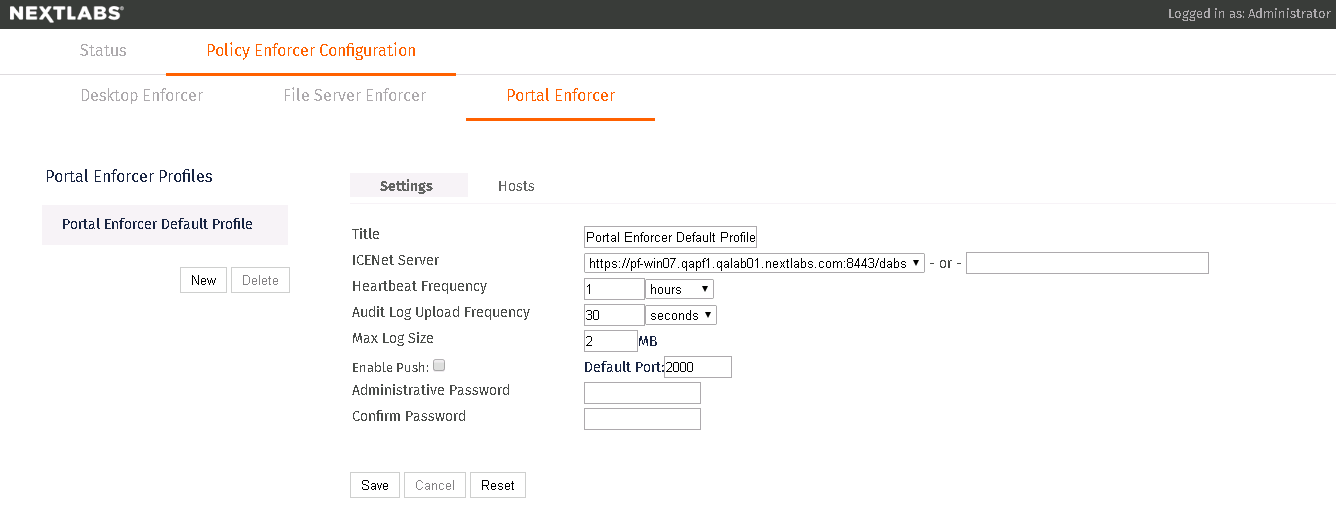 NEXTLABS® Logged in as: Administrator
Status Policy Enforcer Configuration
Desktop Enforcer File Server Enforcer Portal Enforcer
Portal Enforcer Profiles
Portal Enforcer Default Profile
New Delete
Settings Hosts
Title Portal Enforcer Default Profile
ICENet Server https://pf-win07.qapf1.qalab01.nextlabs.com:8443/dabs - or -
Heartbeat Frequency 1 hours
Audit Log Upload Frequency 30 seconds
Max Log Size 2 MB
Enable Push: Default Port: 2000
Administrative Password
Confirm Password
Save Cancel Reset